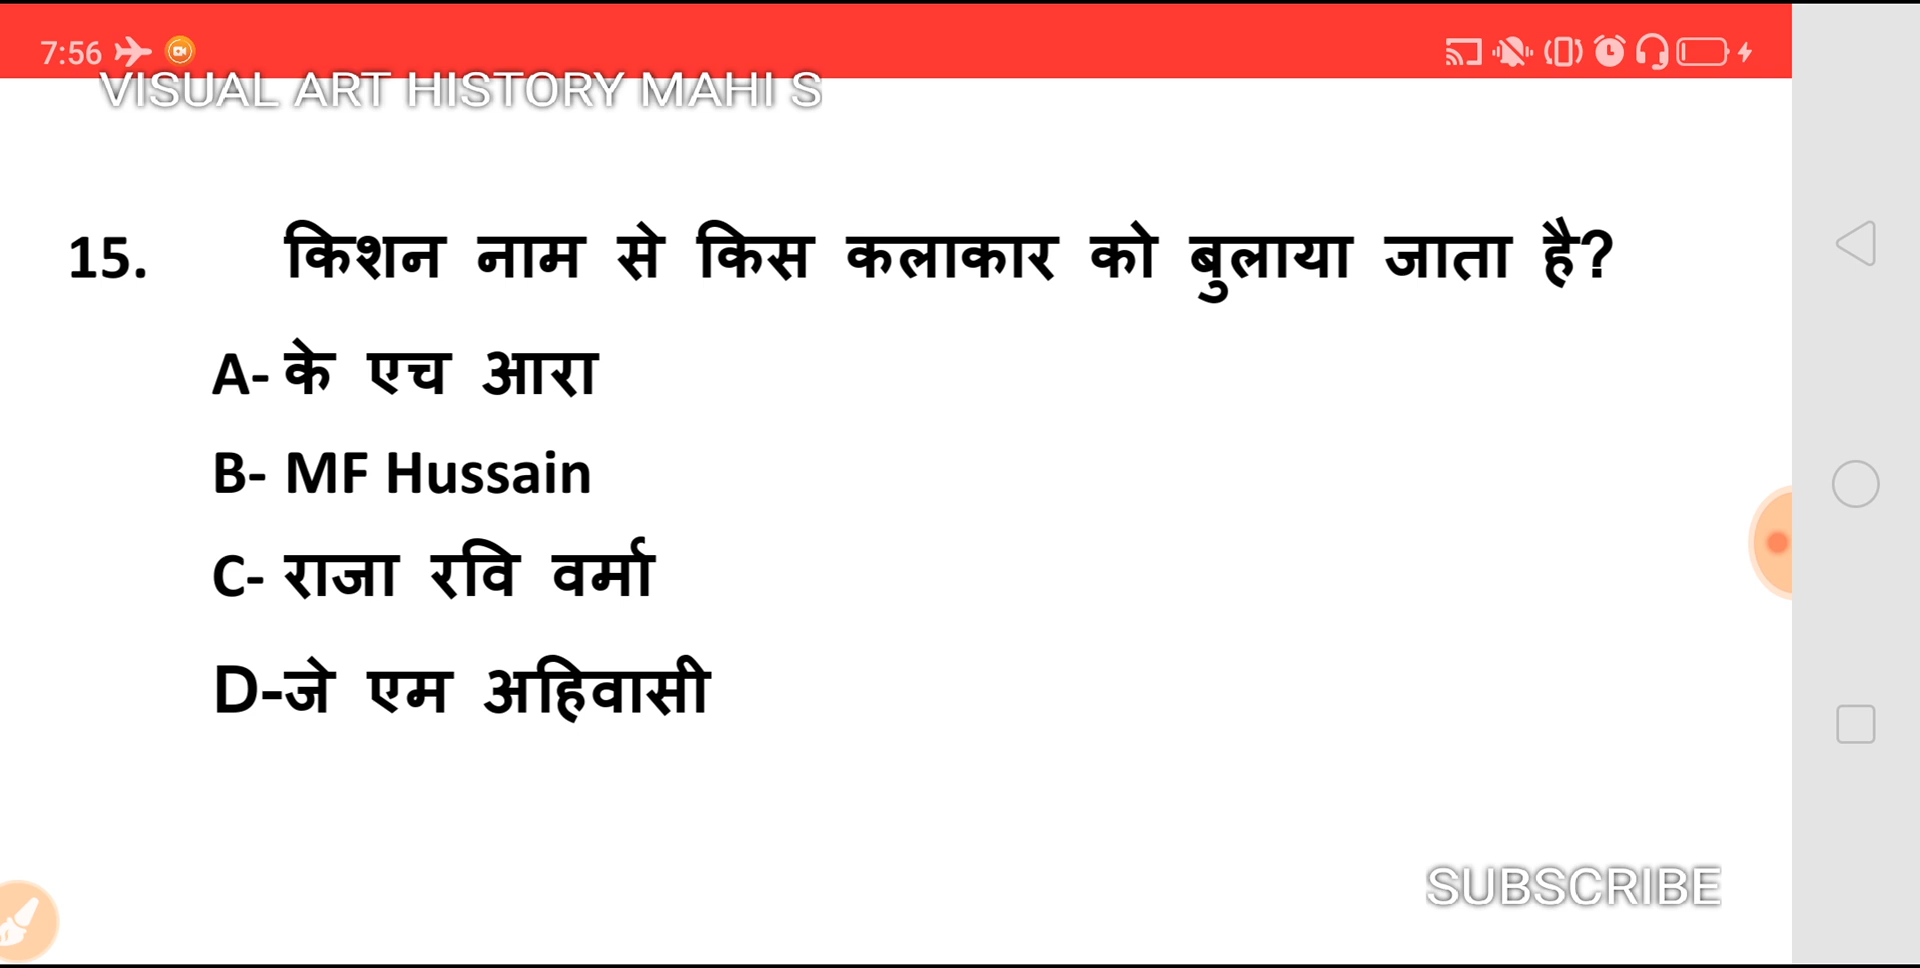 7:56
VISUAL ART HISTORY MAHI S
15. किशन नाम से किस कलाकार को बुलाया जाता है?
A- के एच आरा
B- MF Hussain
C- राजा रवि वर्मा
D-जे एम अहिवासी
SUBSCRIBE